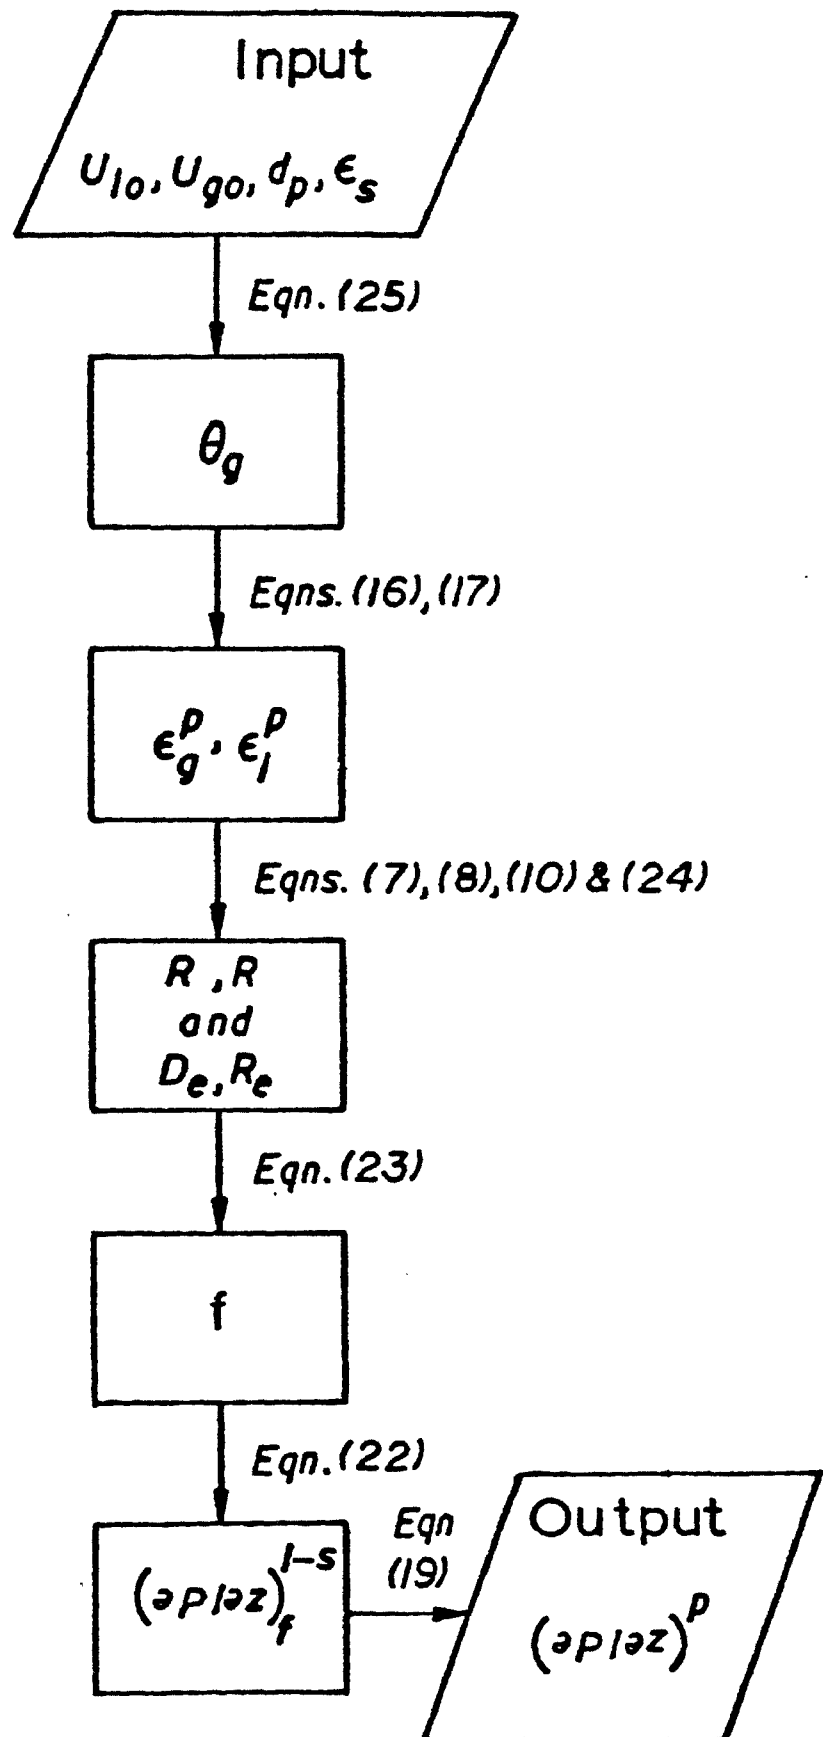 Input
U_lo, U_go, d_p, ϵ_s
Eqn. (25)
θ_g
Eqns. (16), (17)
ϵ_g^p, ϵ_l^p
Eqns. (7), (8), (10) & (24)
R , R
and
D_e, R_e
Eqn. (23)
f
Eqn. (22)
(∂P/∂z)_f^{l-s}
Eqn
(19)
Output
(∂P/∂z)^p